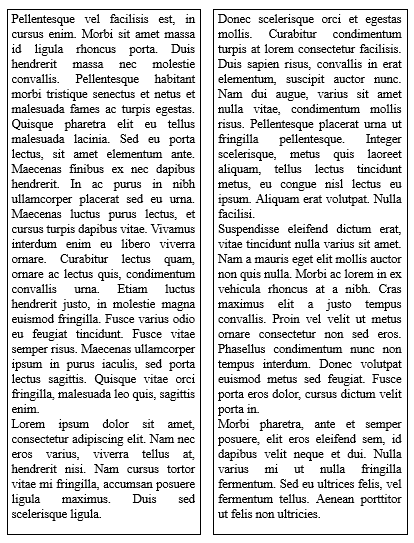 Pellentesque vel facilisis est, in
cursus enim. Morbi sit amet massa
id ligula rhoncus porta. Duis
hendrerit massa nec molestie
convallis. Pellentesque habitant
morbi tristique senectus et netus et
malesuada fames ac turpis egestas.
Quisque pharetra elit eu tellus
malesuada lacinia. Sed eu porta
lectus, sit amet elementum ante.
Maecenas finibus ex nec dapibus
hendrerit. In ac purus in nibh
ullamcorper placerat sed eu urna.
Maecenas luctus purus lectus, et
cursus turpis dapibus vitae. Vivamus
interdum enim eu libero viverra
ornare. Curabitur lectus quam,
ornare ac lectus quis, condimentum
convallis urna. Etiam luctus
hendrerit justo, in molestie magna
euismod fringilla. Fusce varius odio
eu feugiat tincidunt. Fusce vitae
semper risus. Maecenas ullamcorper
ipsum in purus iaculis, sed porta
lectus sagittis. Quisque vitae orci
fringilla, malesuada leo quis, sagittis
enim.
Lorem ipsum dolor sit amet,
consectetur adipiscing elit. Nam nec
eros varius, viverra tellus at,
hendrerit nisi. Nam cursus tortor
vitae mi fringilla, accumsan posuere
ligula maximus. Duis sed
scelerisque ligula.
Donec scelerisque orci et egestas
mollis. Curabitur condimentum
turpis at lorem consectetur facilisis.
Duis sapien risus, convallis in erat
elementum, suscipit auctor nunc.
Nam dui augue, varius sit amet
nulla vitae, condimentum mollis
risus. Pellentesque placerat urna ut
fringilla pellentesque. Integer
scelerisque, metus quis laoreet
aliquam, tellus lectus tincidunt
metus, eu congue nisl lectus eu
ipsum. Aliquam erat volutpat. Nulla
facilisi.
Suspendisse eleifend dictum erat,
vitae tincidunt nulla varius sit amet.
Nam a mauris eget elit mollis auctor
non quis nulla. Morbi ac lorem in ex
vehicula rhoncus at a nibh. Cras
maximus elit a justo tempus
convallis. Proin vel velit ut metus
ornare consectetur non sed eros.
Phasellus condimentum nunc non
tempus interdum. Donec volutpat
euismod metus sed feugiat. Fusce
porta eros dolor, cursus dictum velit
porta in.
Morbi pharetra, ante et semper
posuere, elit eros eleifend sem, id
dapibus velit neque et dui. Nulla
varius mi ut nulla fringilla
fermentum. Sed eu ultrices felis, vel
fermentum tellus. Aenean porttitor
ut felis non ultricies.